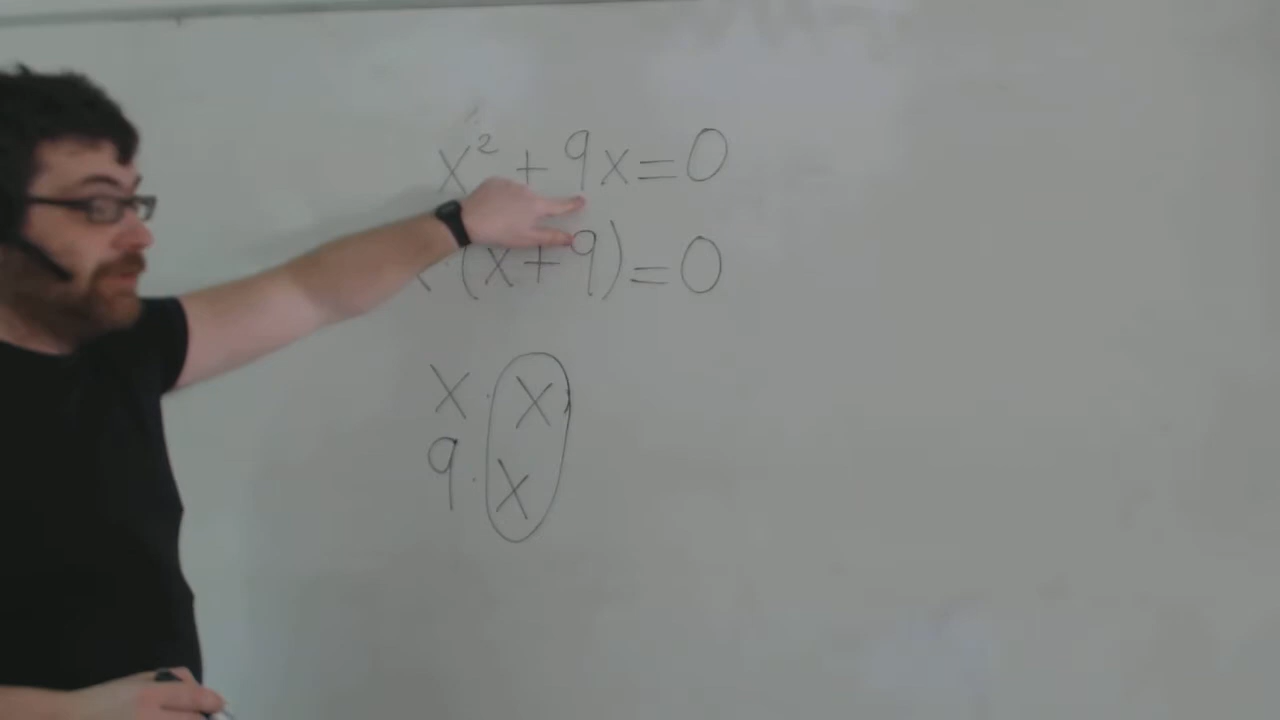 x² + 9x = 0
x · (x + 9) = 0
x · x
9 · x